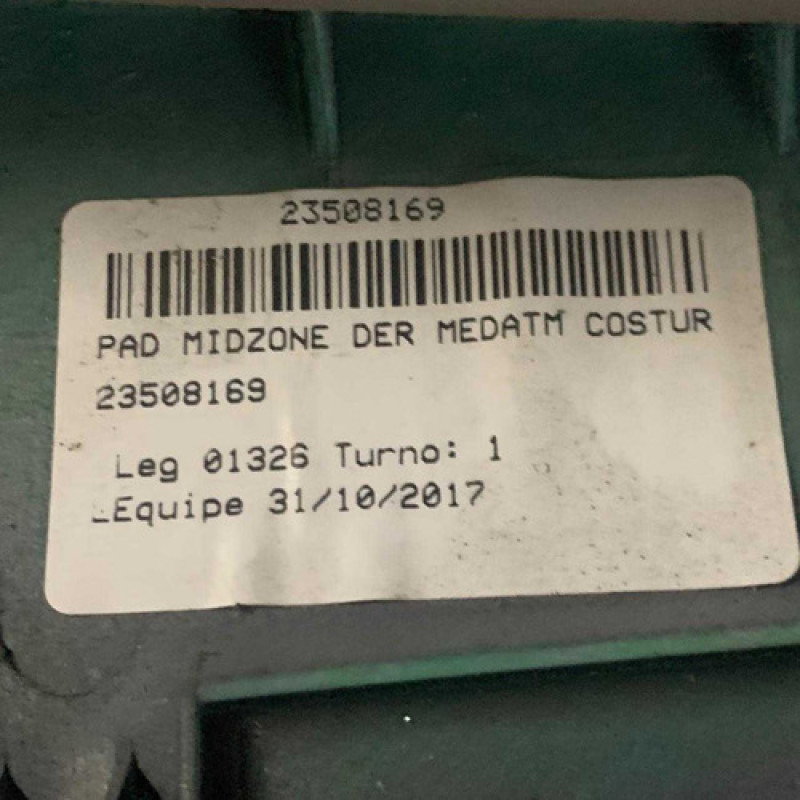 23508169
PAD MIDZONE DER MEDATM COSTUR
23508169
Leg 01326 Turno: 1
Equipe 31/10/2017